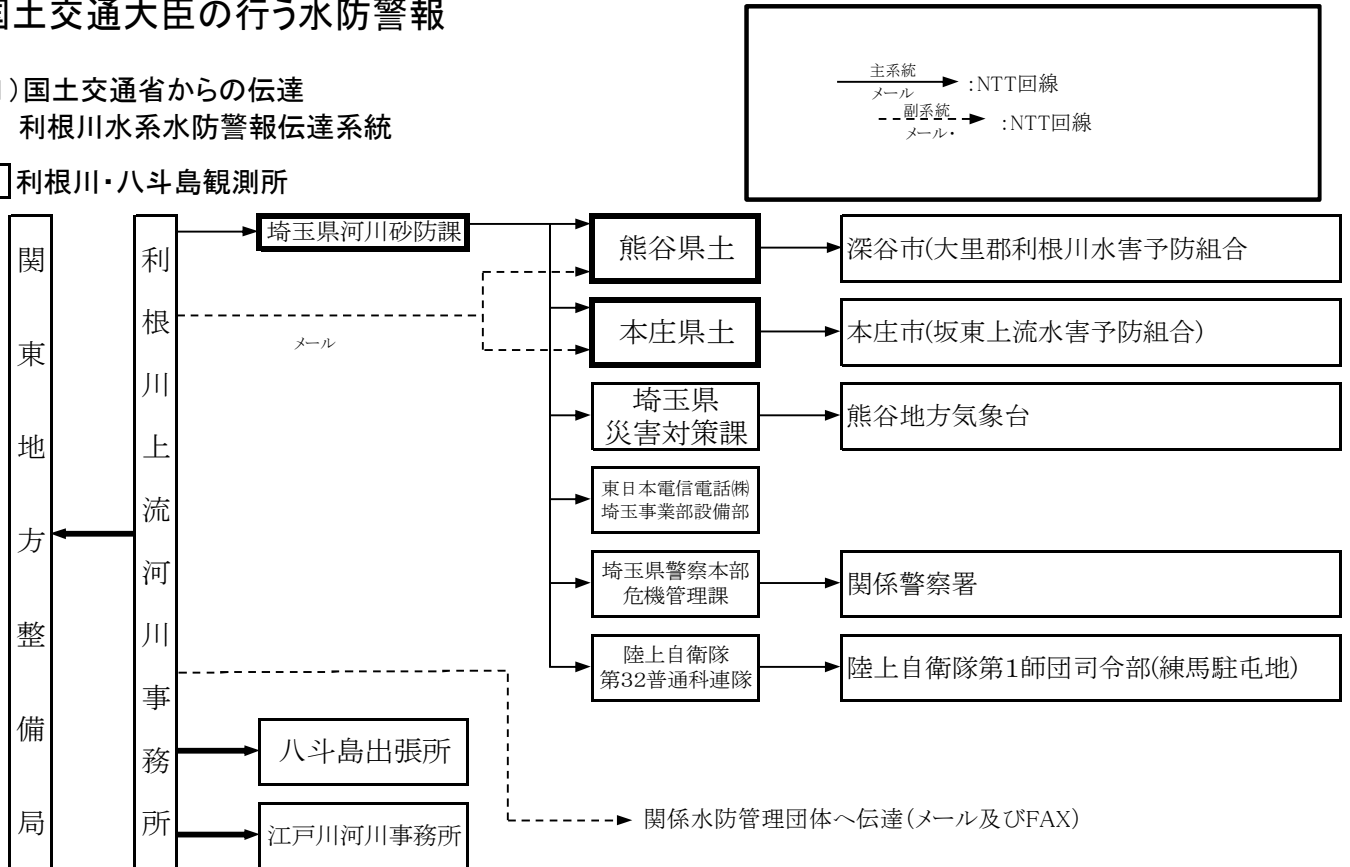 国土交通大臣の行う水防警報
)国土交通省からの伝達
利根川水系水防警報伝達系統
利根川・八斗島観測所
主系統
メール
:NTT回線
副系統
メール・
:NTT回線
関東地方整備局
利根川上流河川事務所
埼玉県河川砂防課
メール
熊谷県土
深谷市(大里郡利根川水害予防組合
本庄県土
本庄市(坂東上流水害予防組合)
埼玉県
災害対策課
熊谷地方気象台
東日本電信電話㈱
埼玉事業部設備部
埼玉県警察本部
危機管理課
関係警察署
陸上自衛隊
第32普通科連隊
陸上自衛隊第1師団司令部(練馬駐屯地)
八斗島出張所
江戸川河川事務所
関係水防管理団体へ伝達(メール及びFAX)